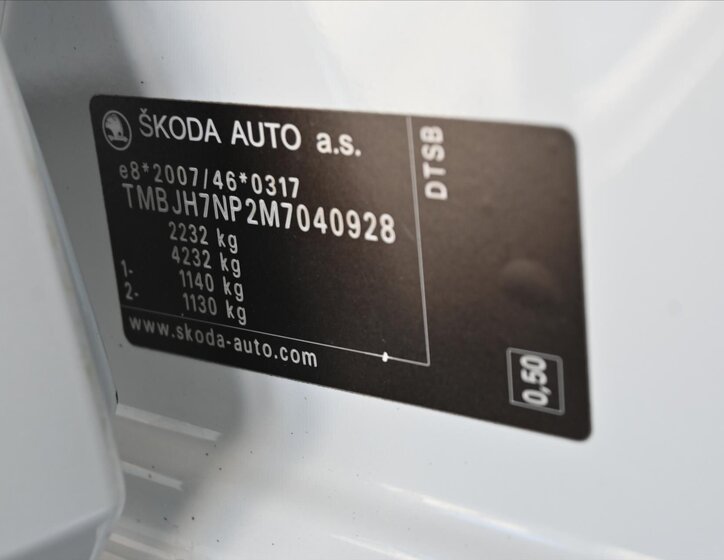 ŠKODA AUTO a.s.
e8*2007/46*0317
TMBJH7NP2M7040928
2232 kg
4232 kg
1- 1140 kg
2- 1130 kg
www.skoda-auto.com
DTSB
0,50